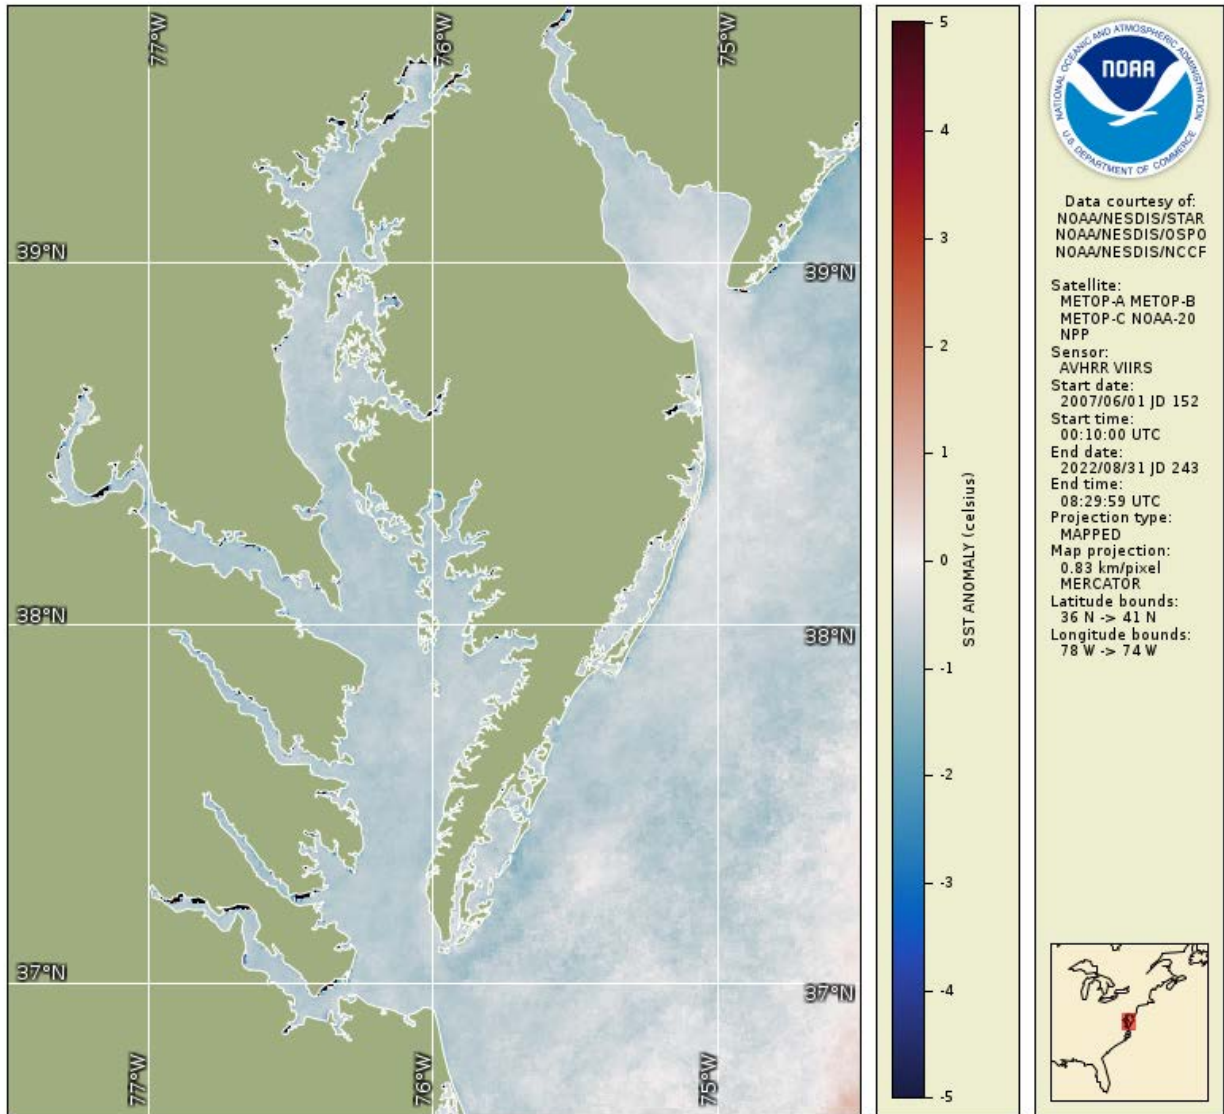 77°W
76°W
75°W
39°N
39°N
38°N
38°N
37°N
37°N
77°W
76°W
75°W
5
4
3
2
1
0
-1
-2
-3
-4
-5
SST ANOMALY (celsius)
NATIONAL OCEANIC AND ATMOSPHERIC ADMINISTRATION
NOAA
U.S. DEPARTMENT OF COMMERCE
Data courtesy of:
NOAA/NESDIS/STAR
NOAA/NESDIS/OSPO
NOAA/NESDIS/NCCF
Satellite:
METOP-A METOP-B
METOP-C NOAA-20
NPP
Sensor:
AVHRR VIIRS
Start date:
2007/06/01 JD 152
Start time:
00:10:00 UTC
End date:
2022/08/31 JD 243
End time:
08:29:59 UTC
Projection type:
MAPPED
Map projection:
0.83 km/pixel
MERCATOR
Latitude bounds:
36 N -> 41 N
Longitude bounds:
78 W -> 74 W